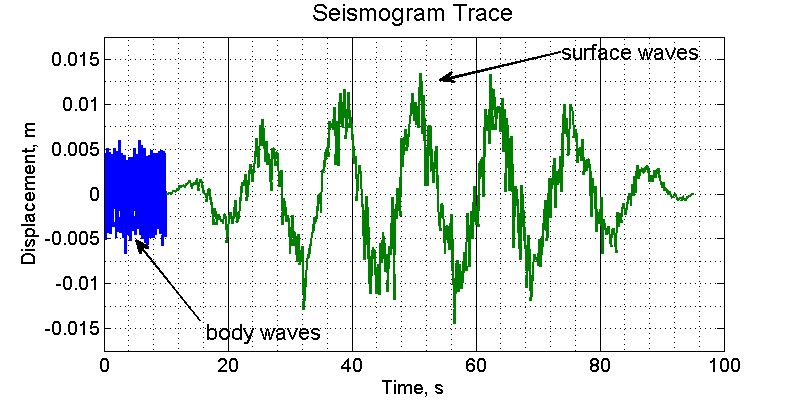 Seismogram Trace
surface waves
0.015
0.01
0.005
0
-0.005
-0.01
-0.015
Displacement, m
body waves
0 20 40 60 80 100
Time, s